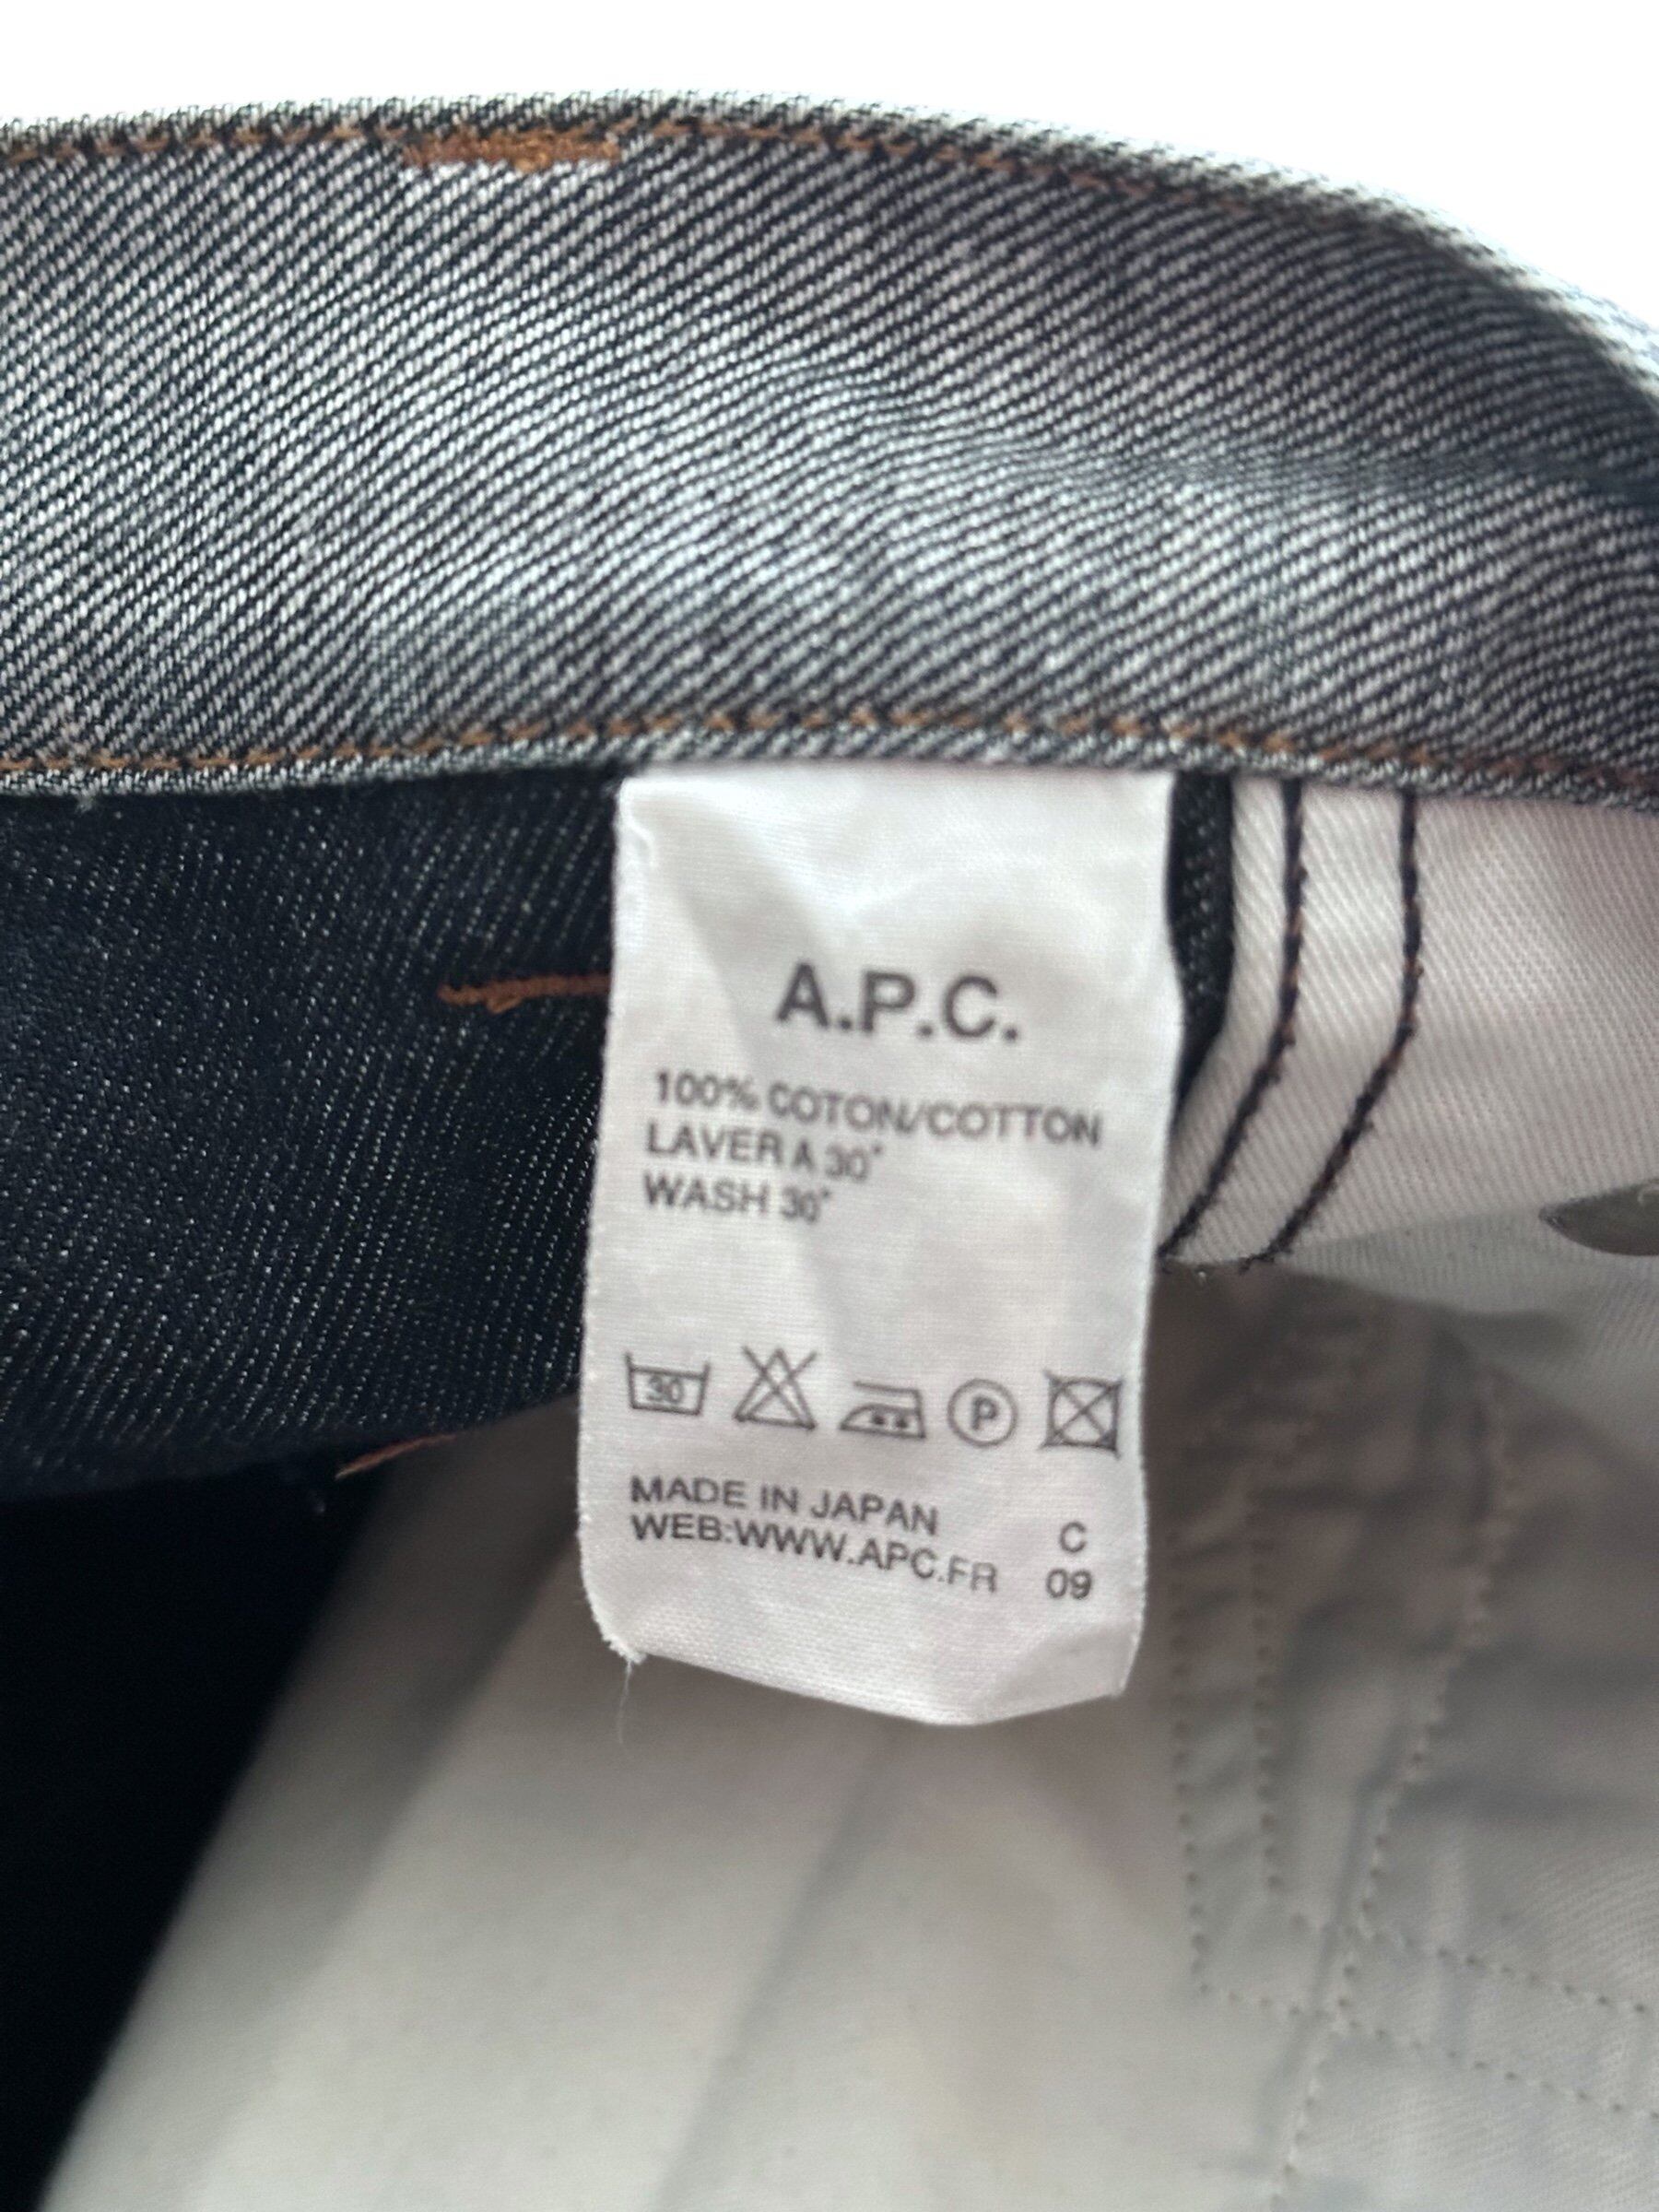 A.P.C.
100% COTON/COTTON
LAVER A 30°
WASH 30°
30 P
MADE IN JAPAN C
WEB:WWW.APC.FR 09